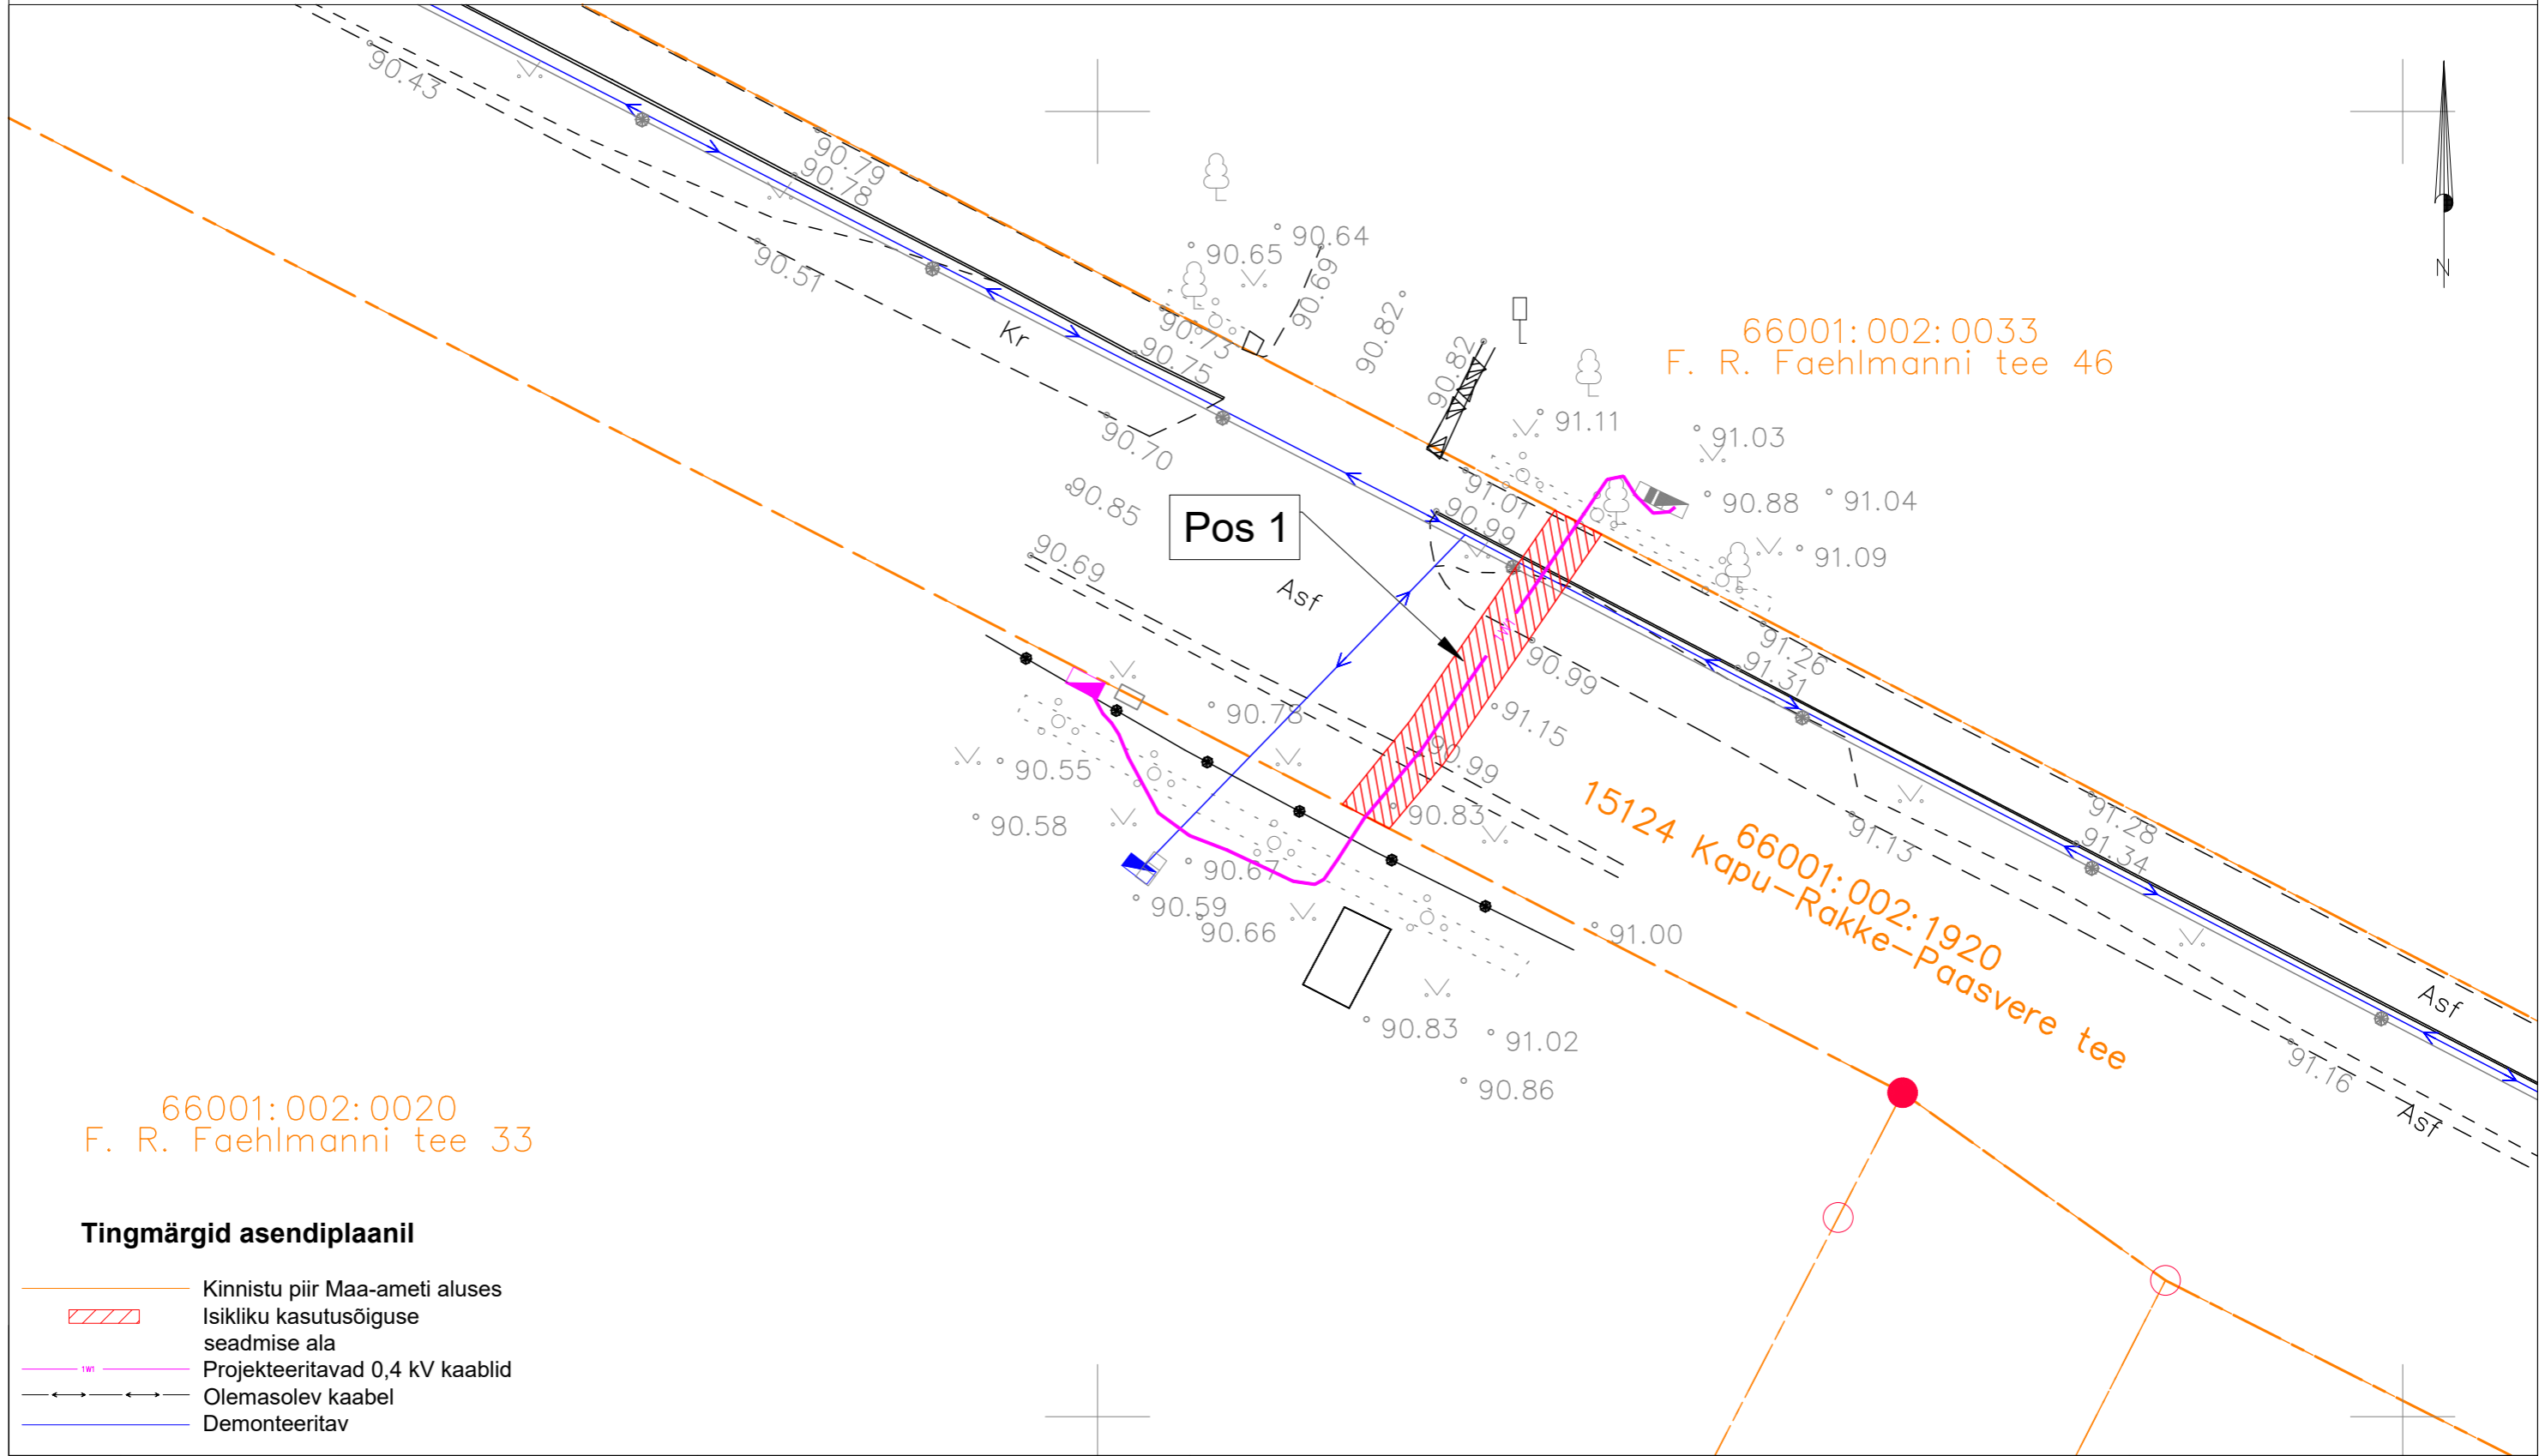 90.43
90.79
90.78
90.51
Kr
90.65
90.64
90.69
90.73
90.75
90.82
90.82
90.70
90.85
66001:002:0033
F. R. Faehlmanni tee 46
N
91.11
91.03
90.88
91.04
91.09
91.01
90.99
Pos 1
90.69
Asf
1W1
90.99
91.26
91.31
90.78
91.15
90.99
90.83
90.55
90.58
90.67
90.59
90.66
91.00
15124 Kapu-Rakke-Paasvere tee
66001:002:1920
91.13
91.28
91.34
Asf
91.16
Asf
90.83
91.02
90.86
66001:002:0020
F. R. Faehlmanni tee 33
Tingmärgid asendiplaanil
Kinnistu piir Maa-ameti aluses
Isikliku kasutusõiguse
seadmise ala
1W1 Projekteeritavad 0,4 kV kaablid
Olemasolev kaabel
Demonteeritav